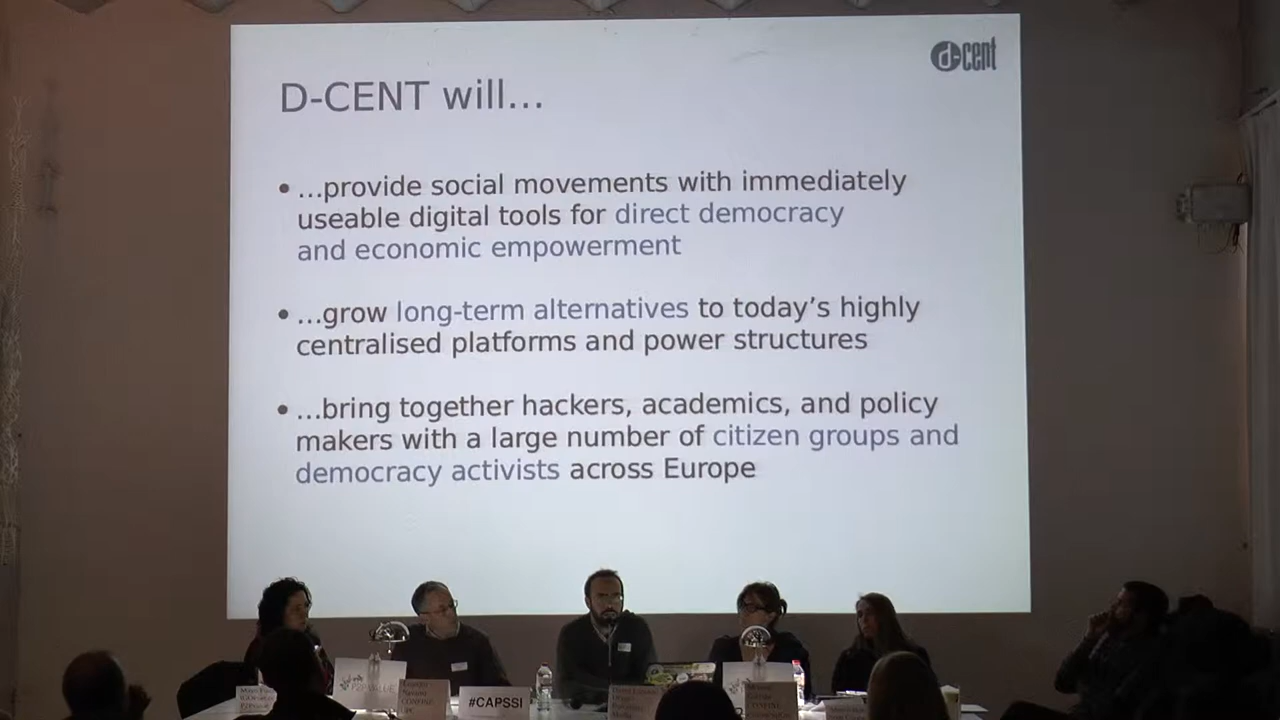 d-cent
D-CENT will...
• ...provide social movements with immediately
useable digital tools for direct democracy
and economic empowerment
• ...grow long-term alternatives to today’s highly
centralised platforms and power structures
• ...bring together hackers, academics, and policy
makers with a large number of citizen groups and
democracy activists across Europe
P2PVALUE
#CAPSSI